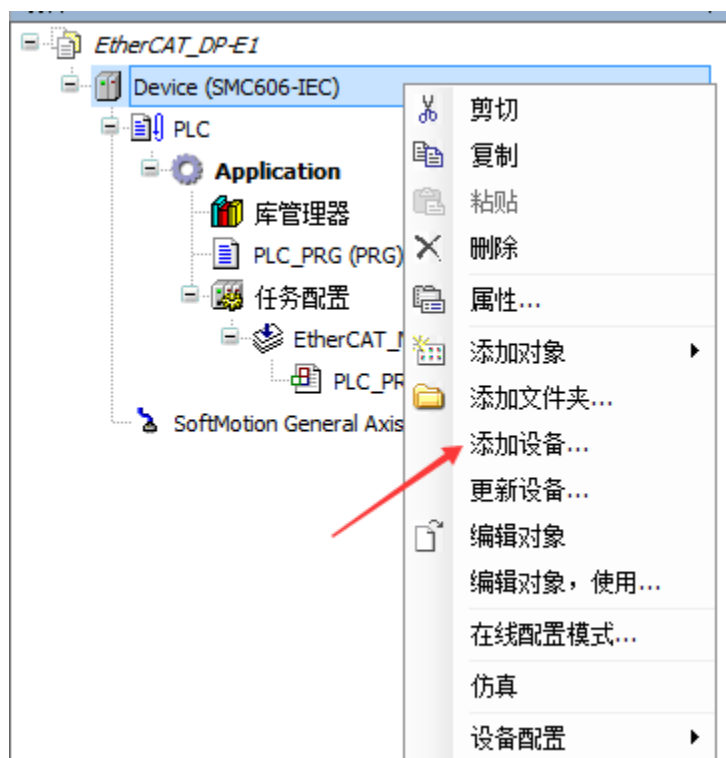 EtherCAT_DP-E1
Device (SMC606-IEC)
PLC
Application
库管理器
PLC_PRG (PRG)
任务配置
EtherCAT_
PLC_PR
SoftMotion General Axis
剪切
复制
粘贴
删除
属性...
添加对象
添加文件夹...
添加设备...
更新设备...
编辑对象
编辑对象，使用...
在线配置模式...
仿真
设备配置